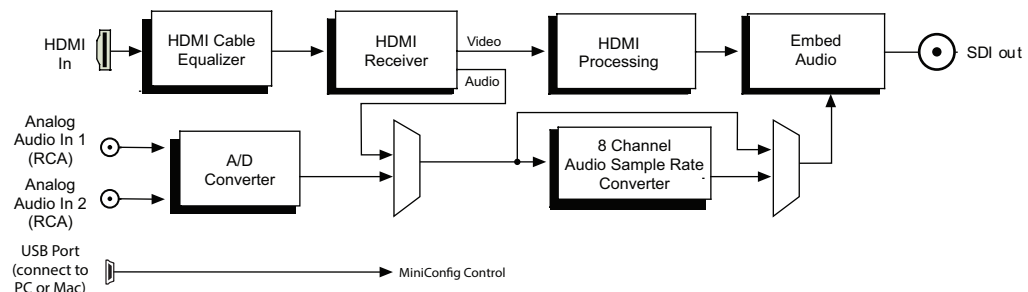 HDMI
In
HDMI Cable
Equalizer
HDMI
Receiver
Video
Audio
HDMI
Processing
Embed
Audio
SDI out
Analog
Audio In 1
(RCA)
Analog
Audio In 2
(RCA)
A/D
Converter
8 Channel
Audio Sample Rate
Converter
USB Port
(connect to
PC or Mac)
MiniConfig Control